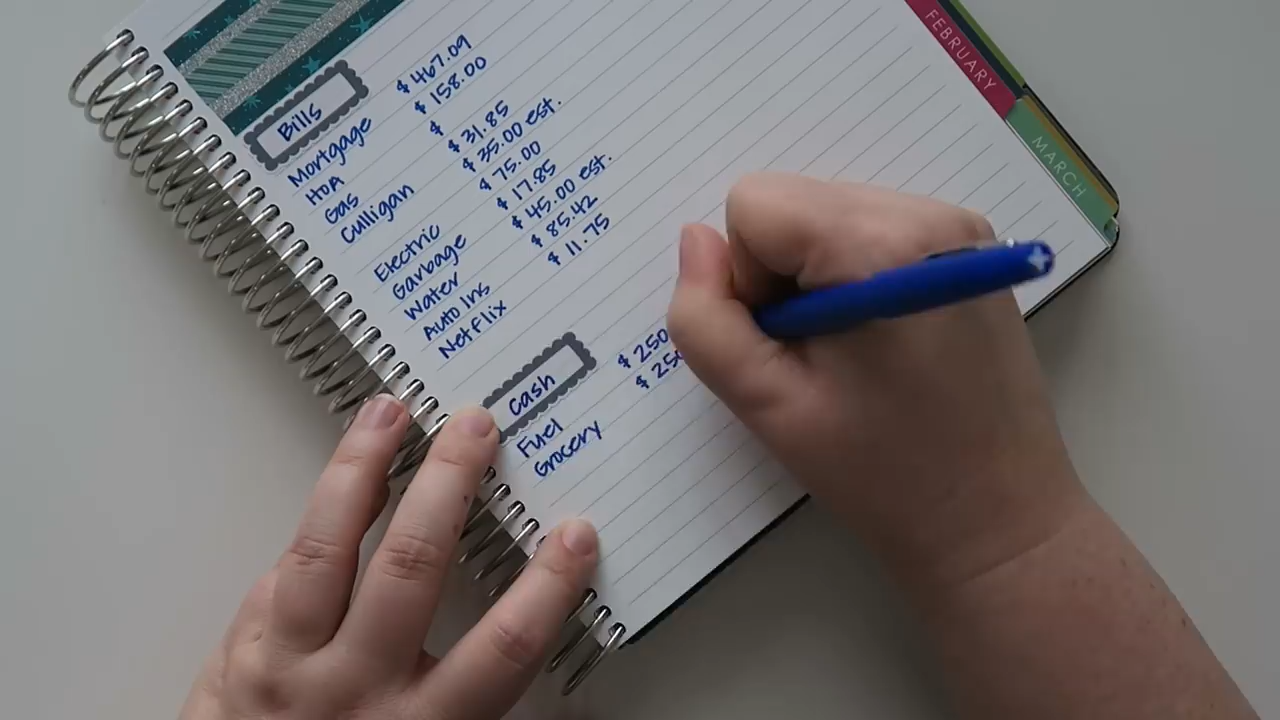 FEBRUARY
MARCH
Bills
Mortgage $467.09
HOA $158.00
Gas $
Culligan $31.85
$35.00 est.
Electric $75.00
Garbage $17.85
Water $45.00 est.
Auto Ins $85.42
Netflix $11.75
Cash
Fuel $250
Grocery $250